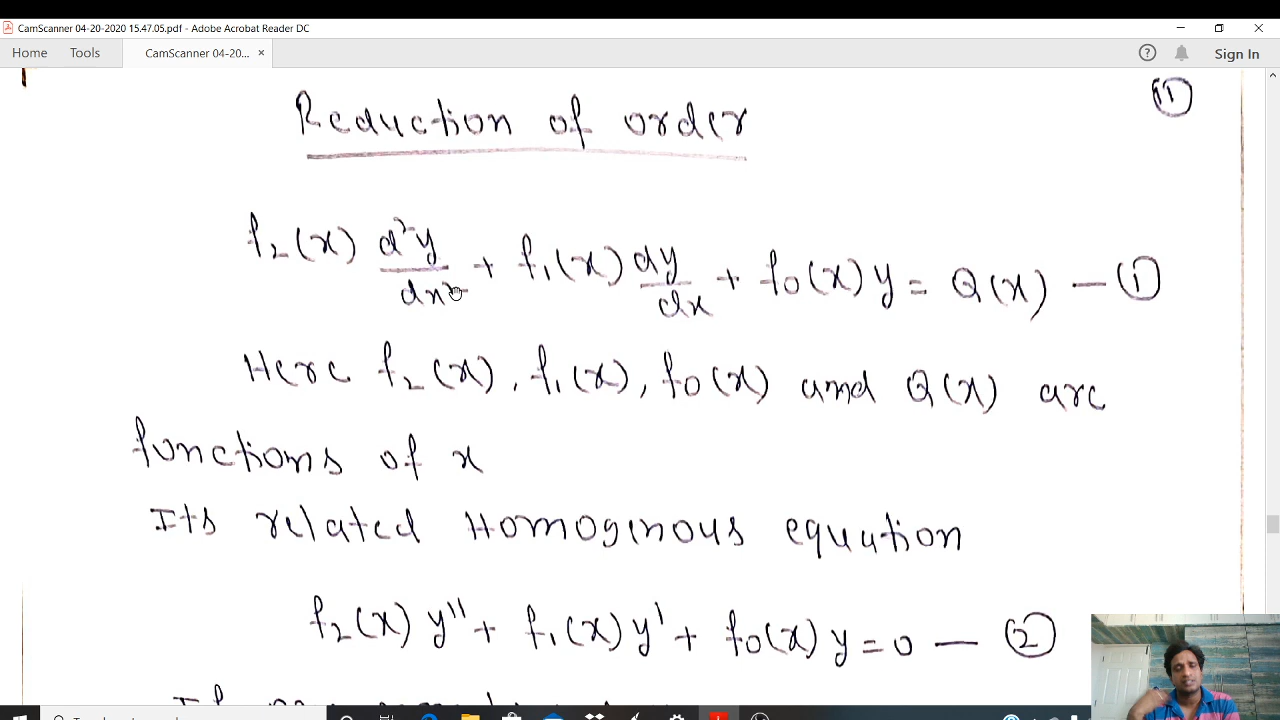 CamScanner 04-20-2020 15.47.05.pdf - Adobe Acrobat Reader DC
Home Tools CamScanner 04-20... × Sign In
11
Reduction of order
f₂(x) d²y/dx² + f₁(x) dy/dx + f₀(x) y = Q(x) — ①
Here f₂(x), f₁(x), f₀(x) and Q(x) are
functions of x
Its related Homoginous equation
f₂(x) y'' + f₁(x) y' + f₀(x) y = 0 — ②